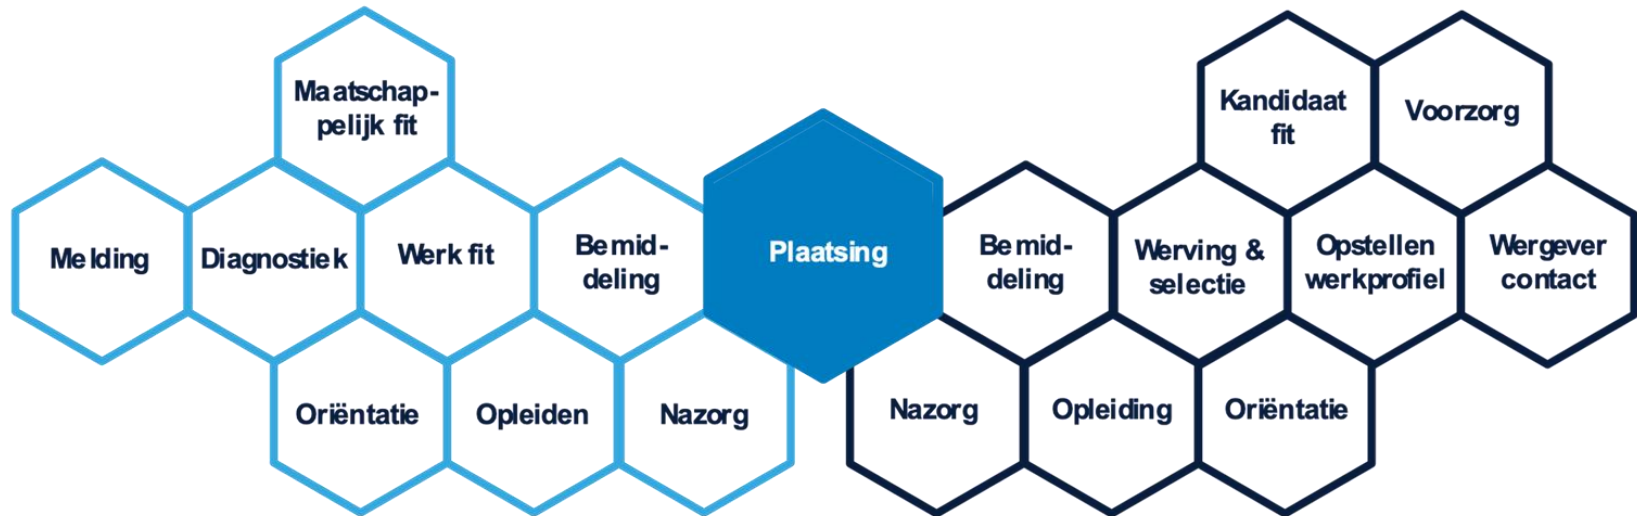 Maatschap-
pelijk fit
Kandidaat
fit
Voorzorg
Melding
Diagnostiek
Werk fit
Bemid-
deling
Plaatsing
Bemid-
deling
Werving &
selectie
Opstellen
werkprofiel
Wergever
contact
Oriëntatie
Opleiden
Nazorg
Nazorg
Opleiding
Oriëntatie